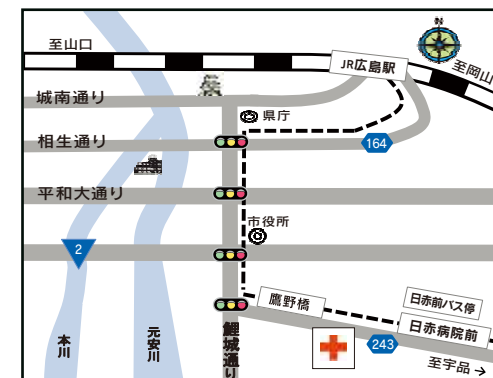 N
至山口
JR広島駅
至岡山
城南通り
県庁
相生通り
164
平和大通り
市役所
2
鷹野橋
日赤前バス停
日赤病院前
243
本川
元安川
鯉城通り
至宇品→